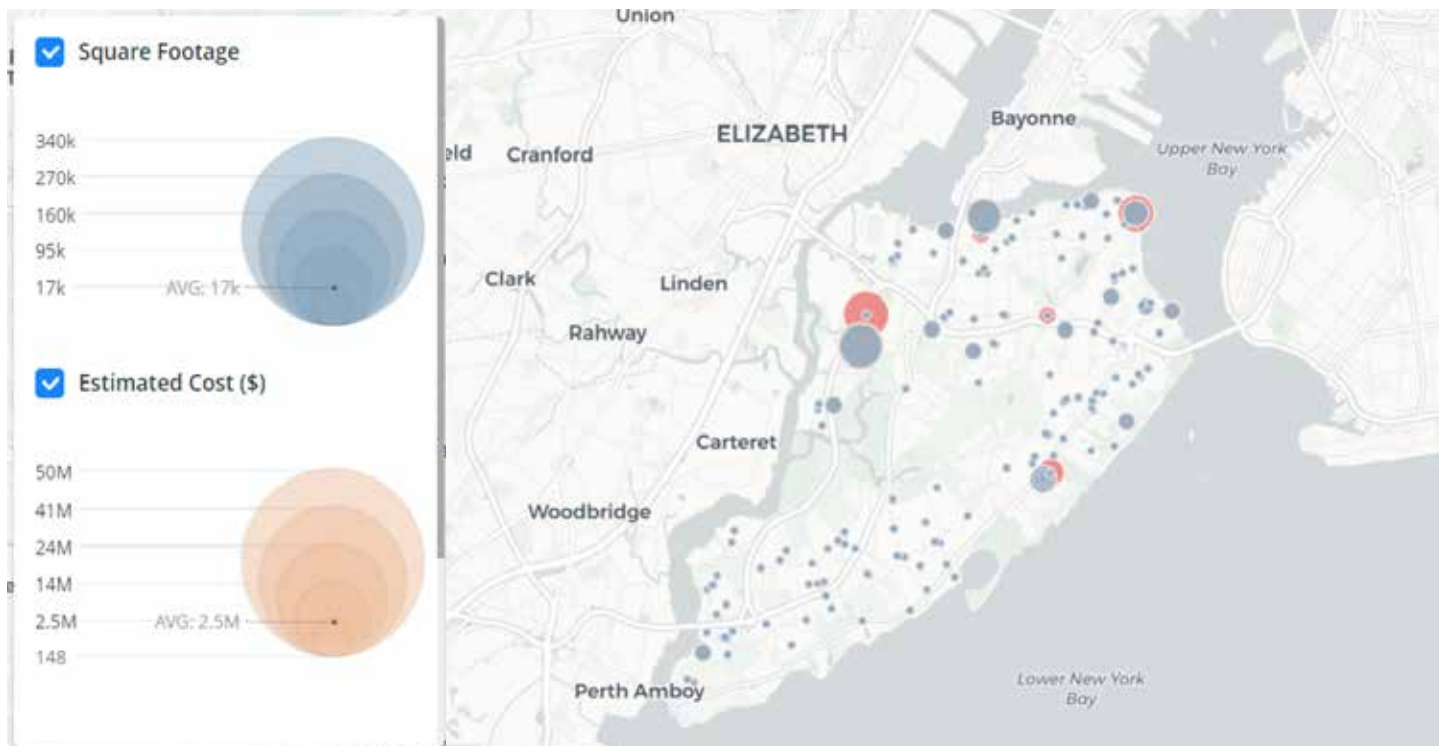 Square Footage
340k
270k
160k
95k
17k
AVG: 17k
Estimated Cost ($)
50M
41M
24M
14M
2.5M
AVG: 2.5M
148
Union
ELIZABETH
Bayonne
eld
Cranford
Upper New York
Bay
Clark
Linden
Rahway
Carteret
Woodbridge
Perth Amboy
Lower New York
Bay